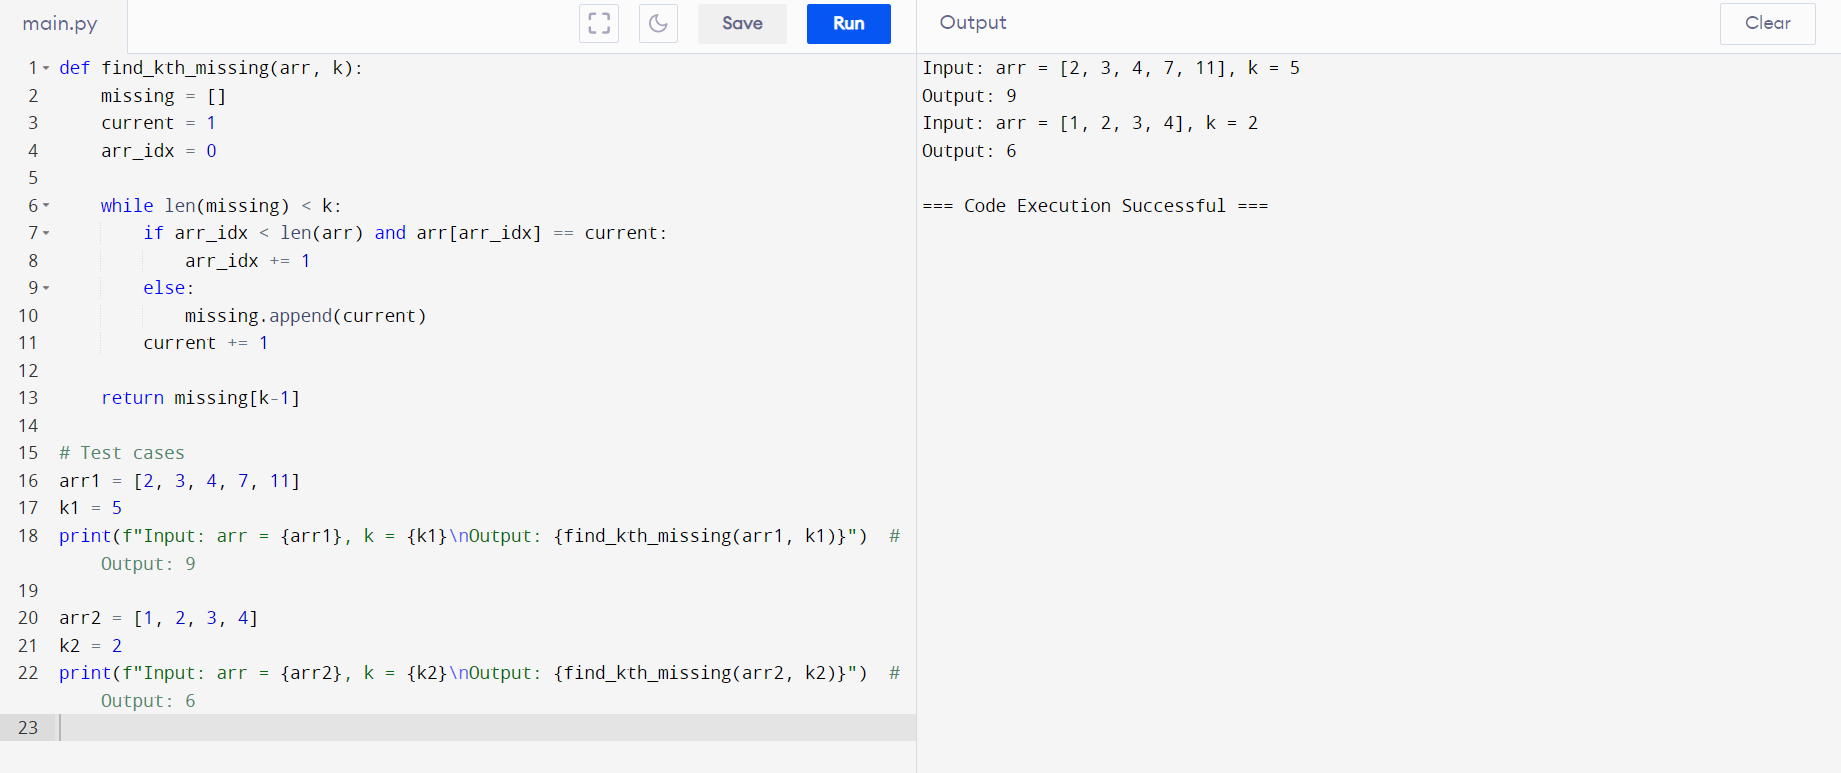 main.py Save Run Output Clear
1 def find_kth_missing(arr, k):
2     missing = []
3     current = 1
4     arr_idx = 0
5
6     while len(missing) < k:
7         if arr_idx < len(arr) and arr[arr_idx] == current:
8             arr_idx += 1
9         else:
10             missing.append(current)
11         current += 1
12
13     return missing[k-1]
14
15 # Test cases
16 arr1 = [2, 3, 4, 7, 11]
17 k1 = 5
18 print(f"Input: arr = {arr1}, k = {k1}\nOutput: {find_kth_missing(arr1, k1)}")  #
    Output: 9
19
20 arr2 = [1, 2, 3, 4]
21 k2 = 2
22 print(f"Input: arr = {arr2}, k = {k2}\nOutput: {find_kth_missing(arr2, k2)}")  #
    Output: 6
23
Input: arr = [2, 3, 4, 7, 11], k = 5
Output: 9
Input: arr = [1, 2, 3, 4], k = 2
Output: 6
=== Code Execution Successful ===